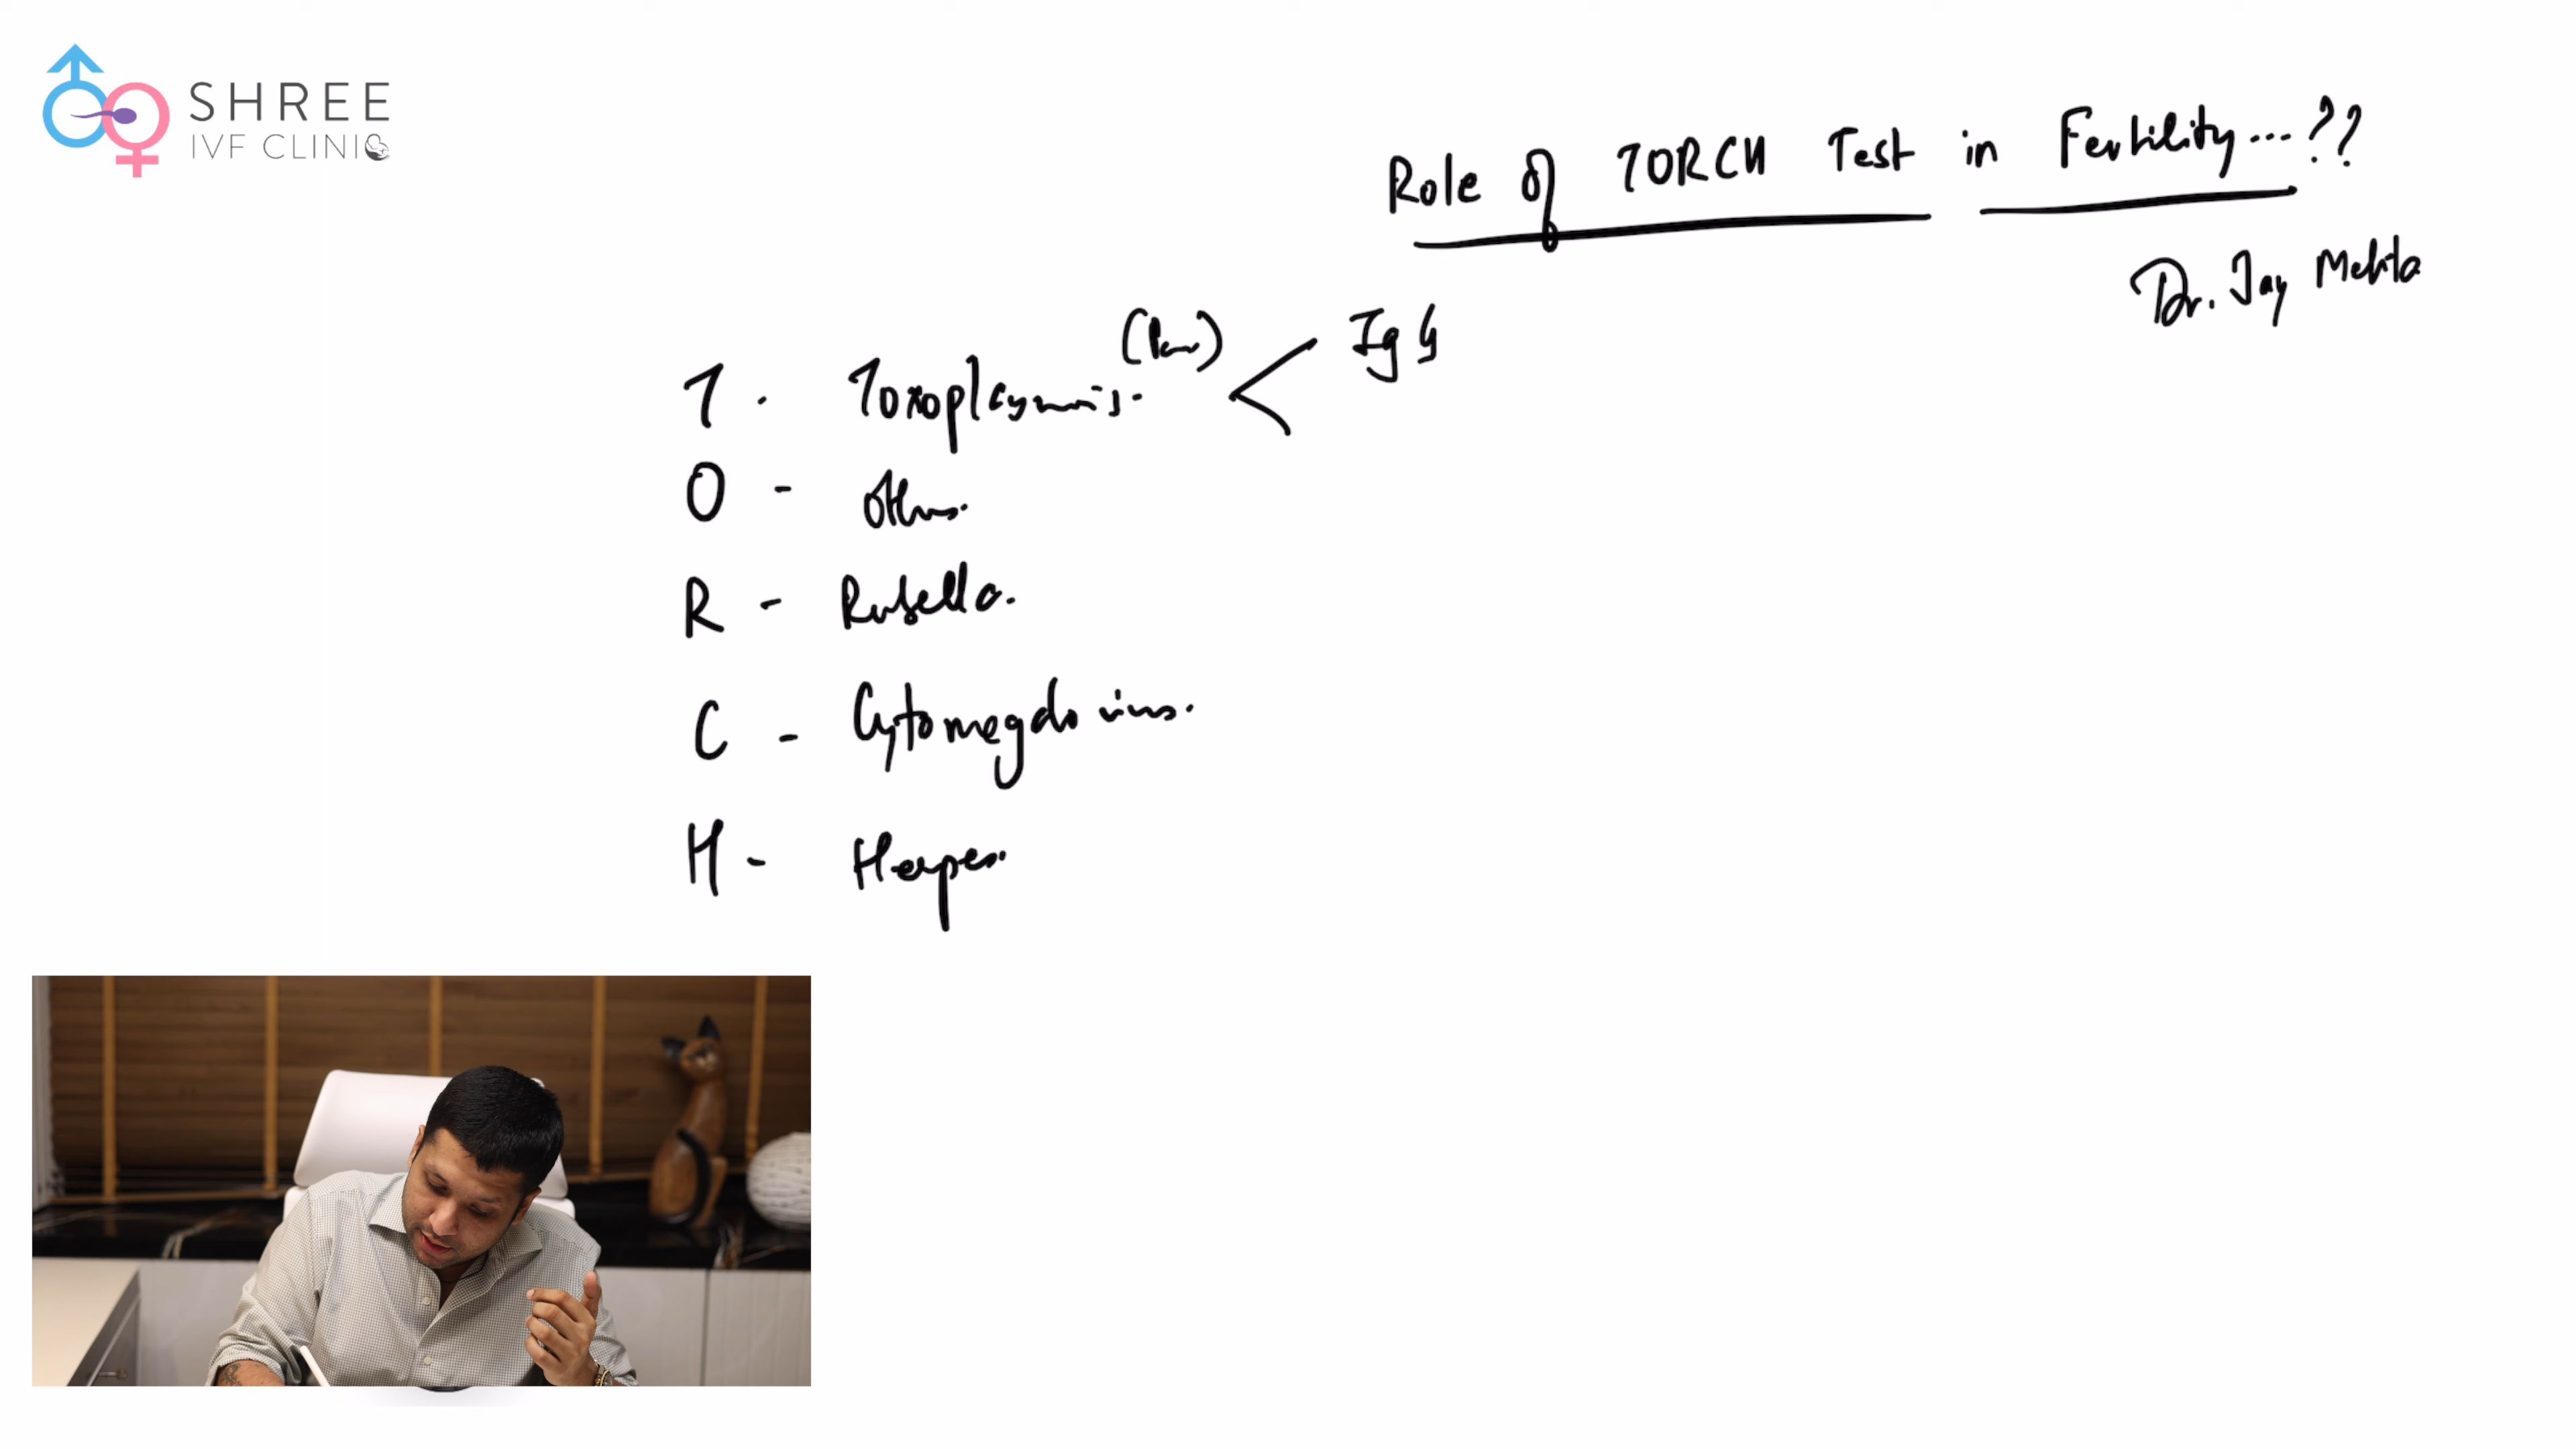 SHREE
IVF CLINIC
Role of TORCH Test in Fertility...??
Dr. Jay Mehta
T. Toxoplasmosis. IgG
O - Others.
R - Rubella.
C - Cytomegalo virus.
H - Herpes.